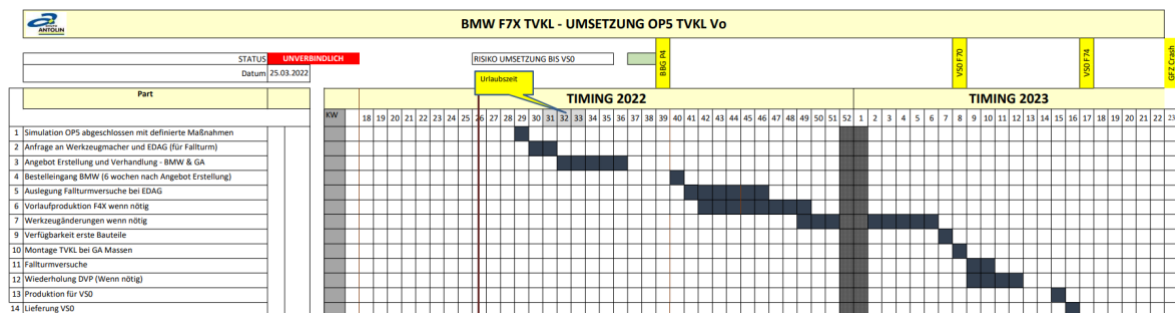 ANTOLIN
BMW F7X TVKL - UMSETZUNG OP5 TVKL Vo
STATUS UNVERBINDLICH
RISIKO UMSETZUNG BIS VS0
Datum 25.03.2022
BBG P4
VS0 F70
VS0 F74
GFZ Crash
Urlaubszeit
Part
TIMING 2022
TIMING 2023
KW 18 19 20 21 22 23 24 25 26 27 28 29 30 31 32 33 34 35 36 37 38 39 40 41 42 43 44 45 46 47 48 49 50 51 52 1 2 3 4 5 6 7 8 9 10 11 12 13 14 15 16 17 18 19 20 21 22 23
1 Simulation OP5 abgeschlossen mit definierte Maßnahmen
2 Anfrage an Werkzeugmacher und EDAG (für Fallturm)
3 Angebot Erstellung und Verhandlung - BMW & GA
4 Bestelleingang BMW (6 wochen nach Angebot Erstellung)
5 Auslegung Fallturmversuche bei EDAG
6 Vorlaufproduktion F4X wenn nötig
7 Werkzeugänderungen wenn nötig
9 Verfügbarkeit erste Bauteile
10 Montage TVKL bei GA Massen
11 Fallturmversuche
12 Wiederholung DVP (Wenn nötig)
13 Produktion für VS0
14 Lieferung VS0